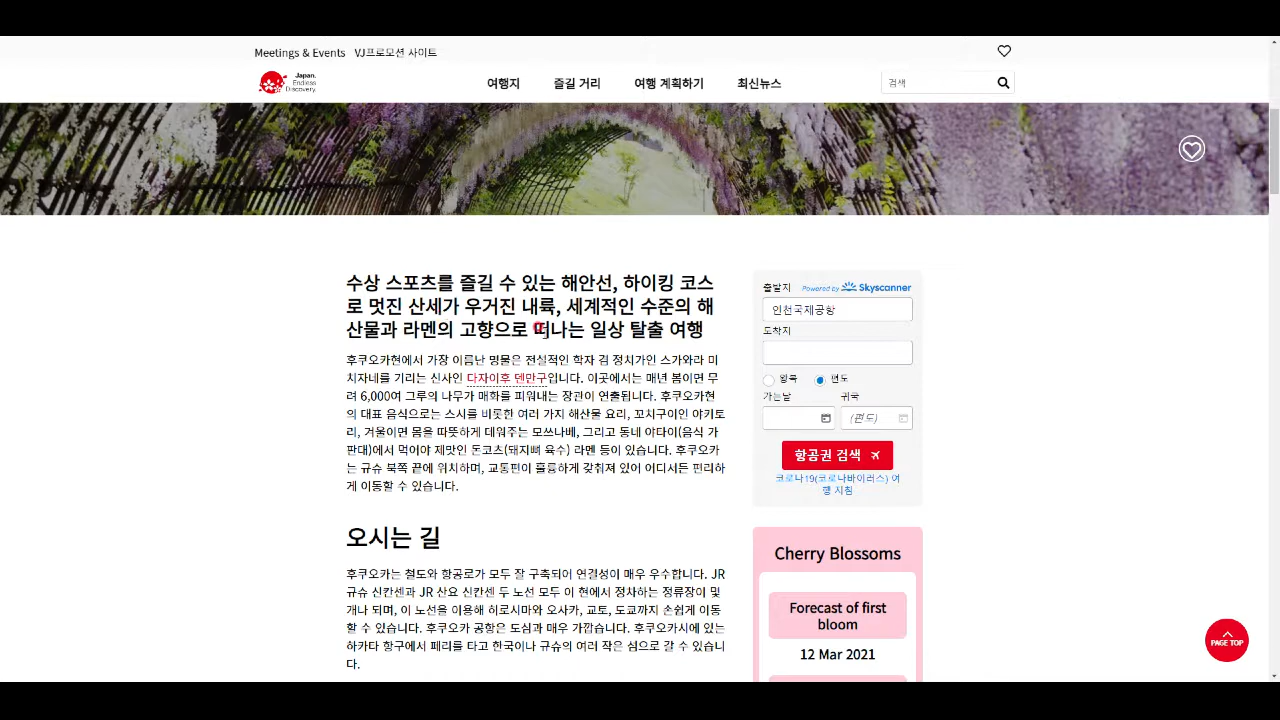 Meetings & Events VJ프로모션 사이트
Japan.
Endless
Discovery.
여행지 즐길 거리 여행 계획하기 최신뉴스
검색
수상 스포츠를 즐길 수 있는 해안선, 하이킹 코스
로 멋진 산세가 우거진 내륙, 세계적인 수준의 해
산물과 라멘의 고향으로 떠나는 일상 탈출 여행
후쿠오카현에서 가장 이름난 명물은 전설적인 학자 겸 정치가인 스가와라 미
치자네를 기리는 신사인 다자이후 덴만구입니다. 이곳에서는 매년 봄이면 무
려 6,000여 그루의 나무가 매화를 피워내는 장관이 연출됩니다. 후쿠오카현
의 대표 음식으로는 스시를 비롯한 여러 가지 해산물 요리, 꼬치구이인 야키토
리, 겨울이면 몸을 따뜻하게 데워주는 모쓰나베, 그리고 동네 야타이(음식 가
판대)에서 먹어야 제맛인 돈코츠(돼지뼈 육수) 라멘 등이 있습니다. 후쿠오카
는 규슈 북쪽 끝에 위치하며, 교통편이 훌륭하게 갖춰져 있어 어디서든 편리하
게 이동할 수 있습니다.
오시는 길
후쿠오카는 철도와 항공로가 모두 잘 구축되어 연결성이 매우 우수합니다. JR
규슈 신칸센과 JR 산요 신칸센 두 노선 모두 이 현에서 정차하는 정류장이 몇
개나 되며, 이 노선을 이용해 히로시마와 오사카, 교토, 도쿄까지 손쉽게 이동
할 수 있습니다. 후쿠오카 공항은 도심과 매우 가깝습니다. 후쿠오카시에 있는
하카타 항구에서 페리를 타고 한국이나 규슈의 여러 작은 섬으로 갈 수 있습니
다.
출발지 Powered by Skyscanner
인천국제공항
도착지
왕복 편도
가는날 귀국
(편도)
항공권 검색
코로나19(코로나바이러스) 여
행 지침
Cherry Blossoms
Forecast of first
bloom
12 Mar 2021
PAGE TOP